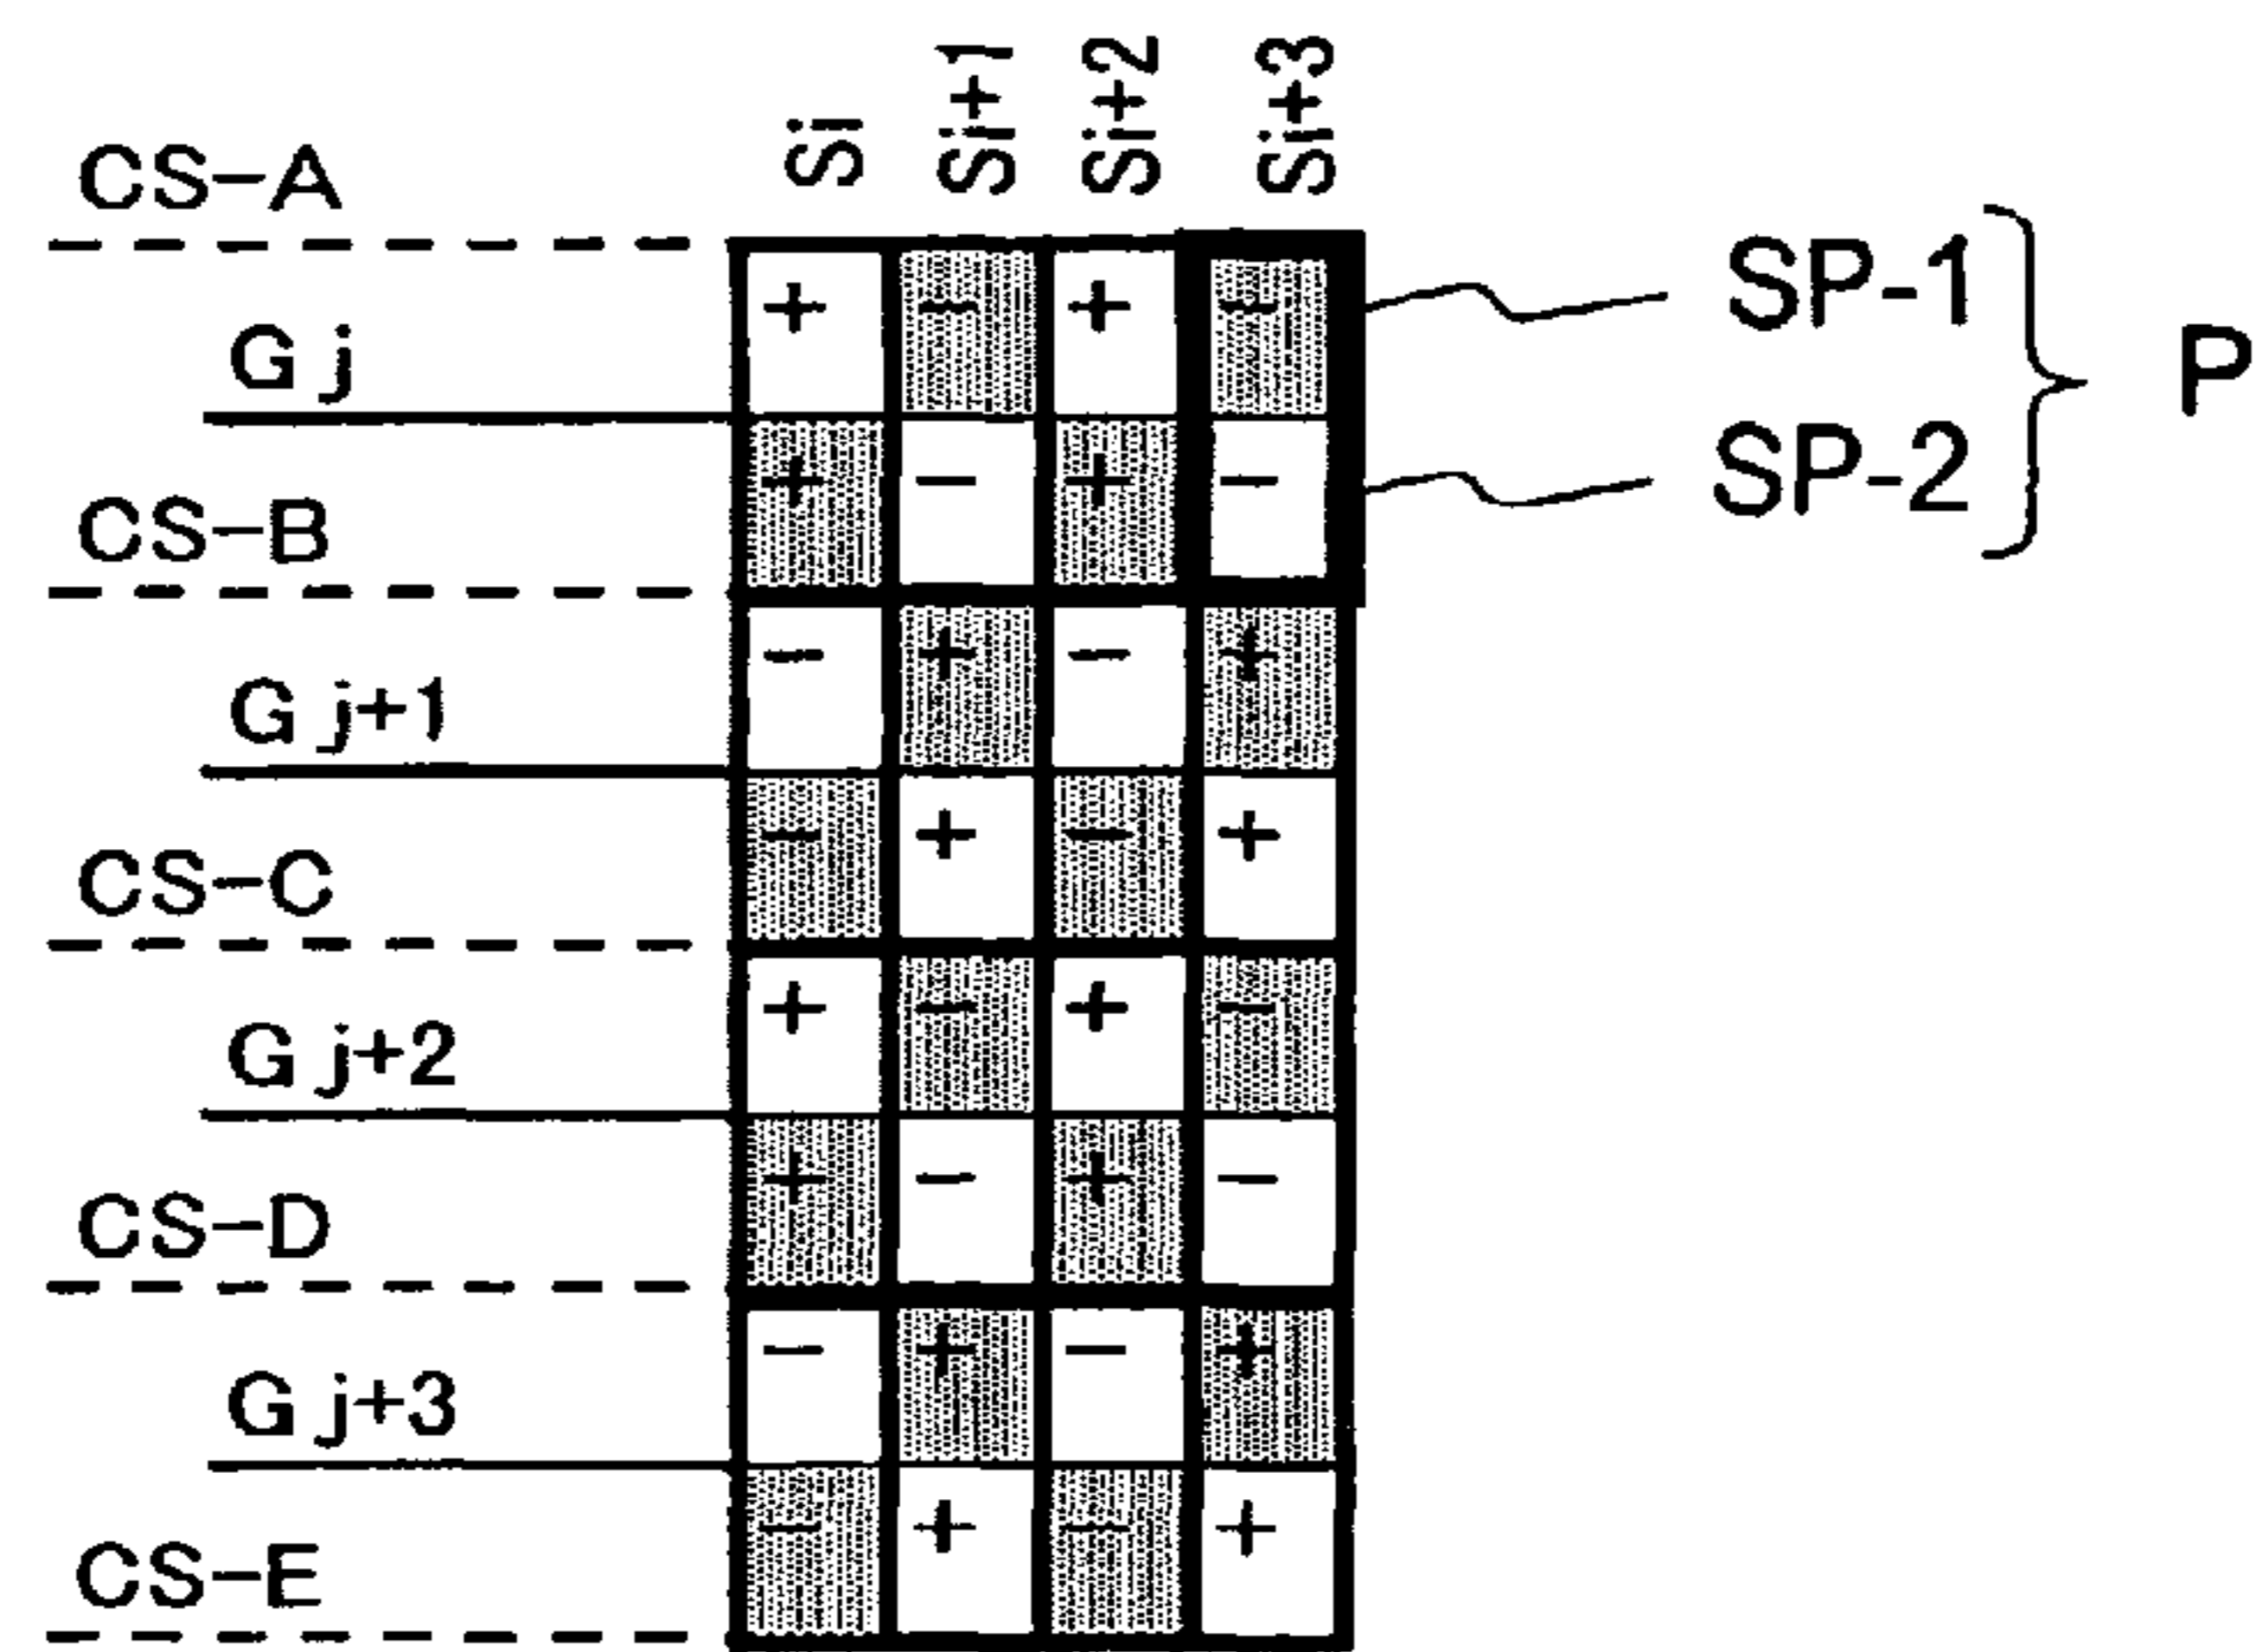 Si Si+1 Si+2 Si+3
CS-A
+ − + − SP-1
G j P
+ − + − SP-2
CS-B
− + − +
G j+1
− + − +
CS-C
+ − + −
G j+2
+ − + −
CS-D
− + − +
G j+3
− + − +
CS-E